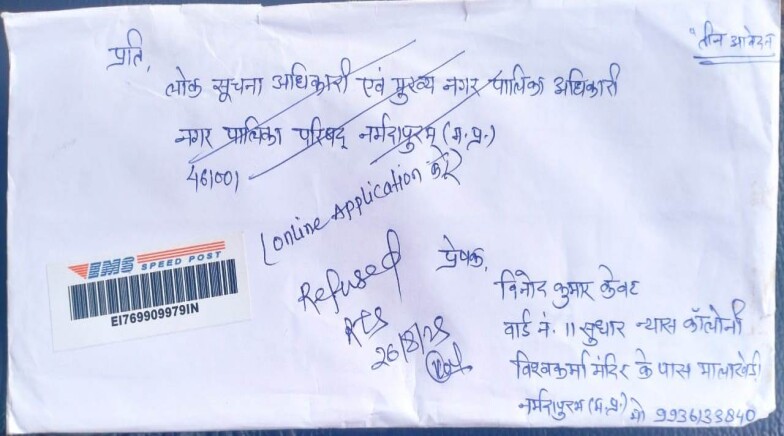 "तीन आवेदन
प्रति,
लोक सूचना अधिकारी एवं मुख्य नगर पालिका अधिकारी
नगर पालिका परिषद् नर्मदापुरम् (म.प्र.)
461001
(online Application करे
EMS SPEED POST
EI769909979IN
Refused
RTS
26/8/25
प्रेषक,
विनोद कुमार केवट
वार्ड नं. 11 सुधार न्यास कॉलोनी
विश्वकर्मा मंदिर के पास मालाखेड़ी
नर्मदापुरम (म.प्र.) मो 9936133840